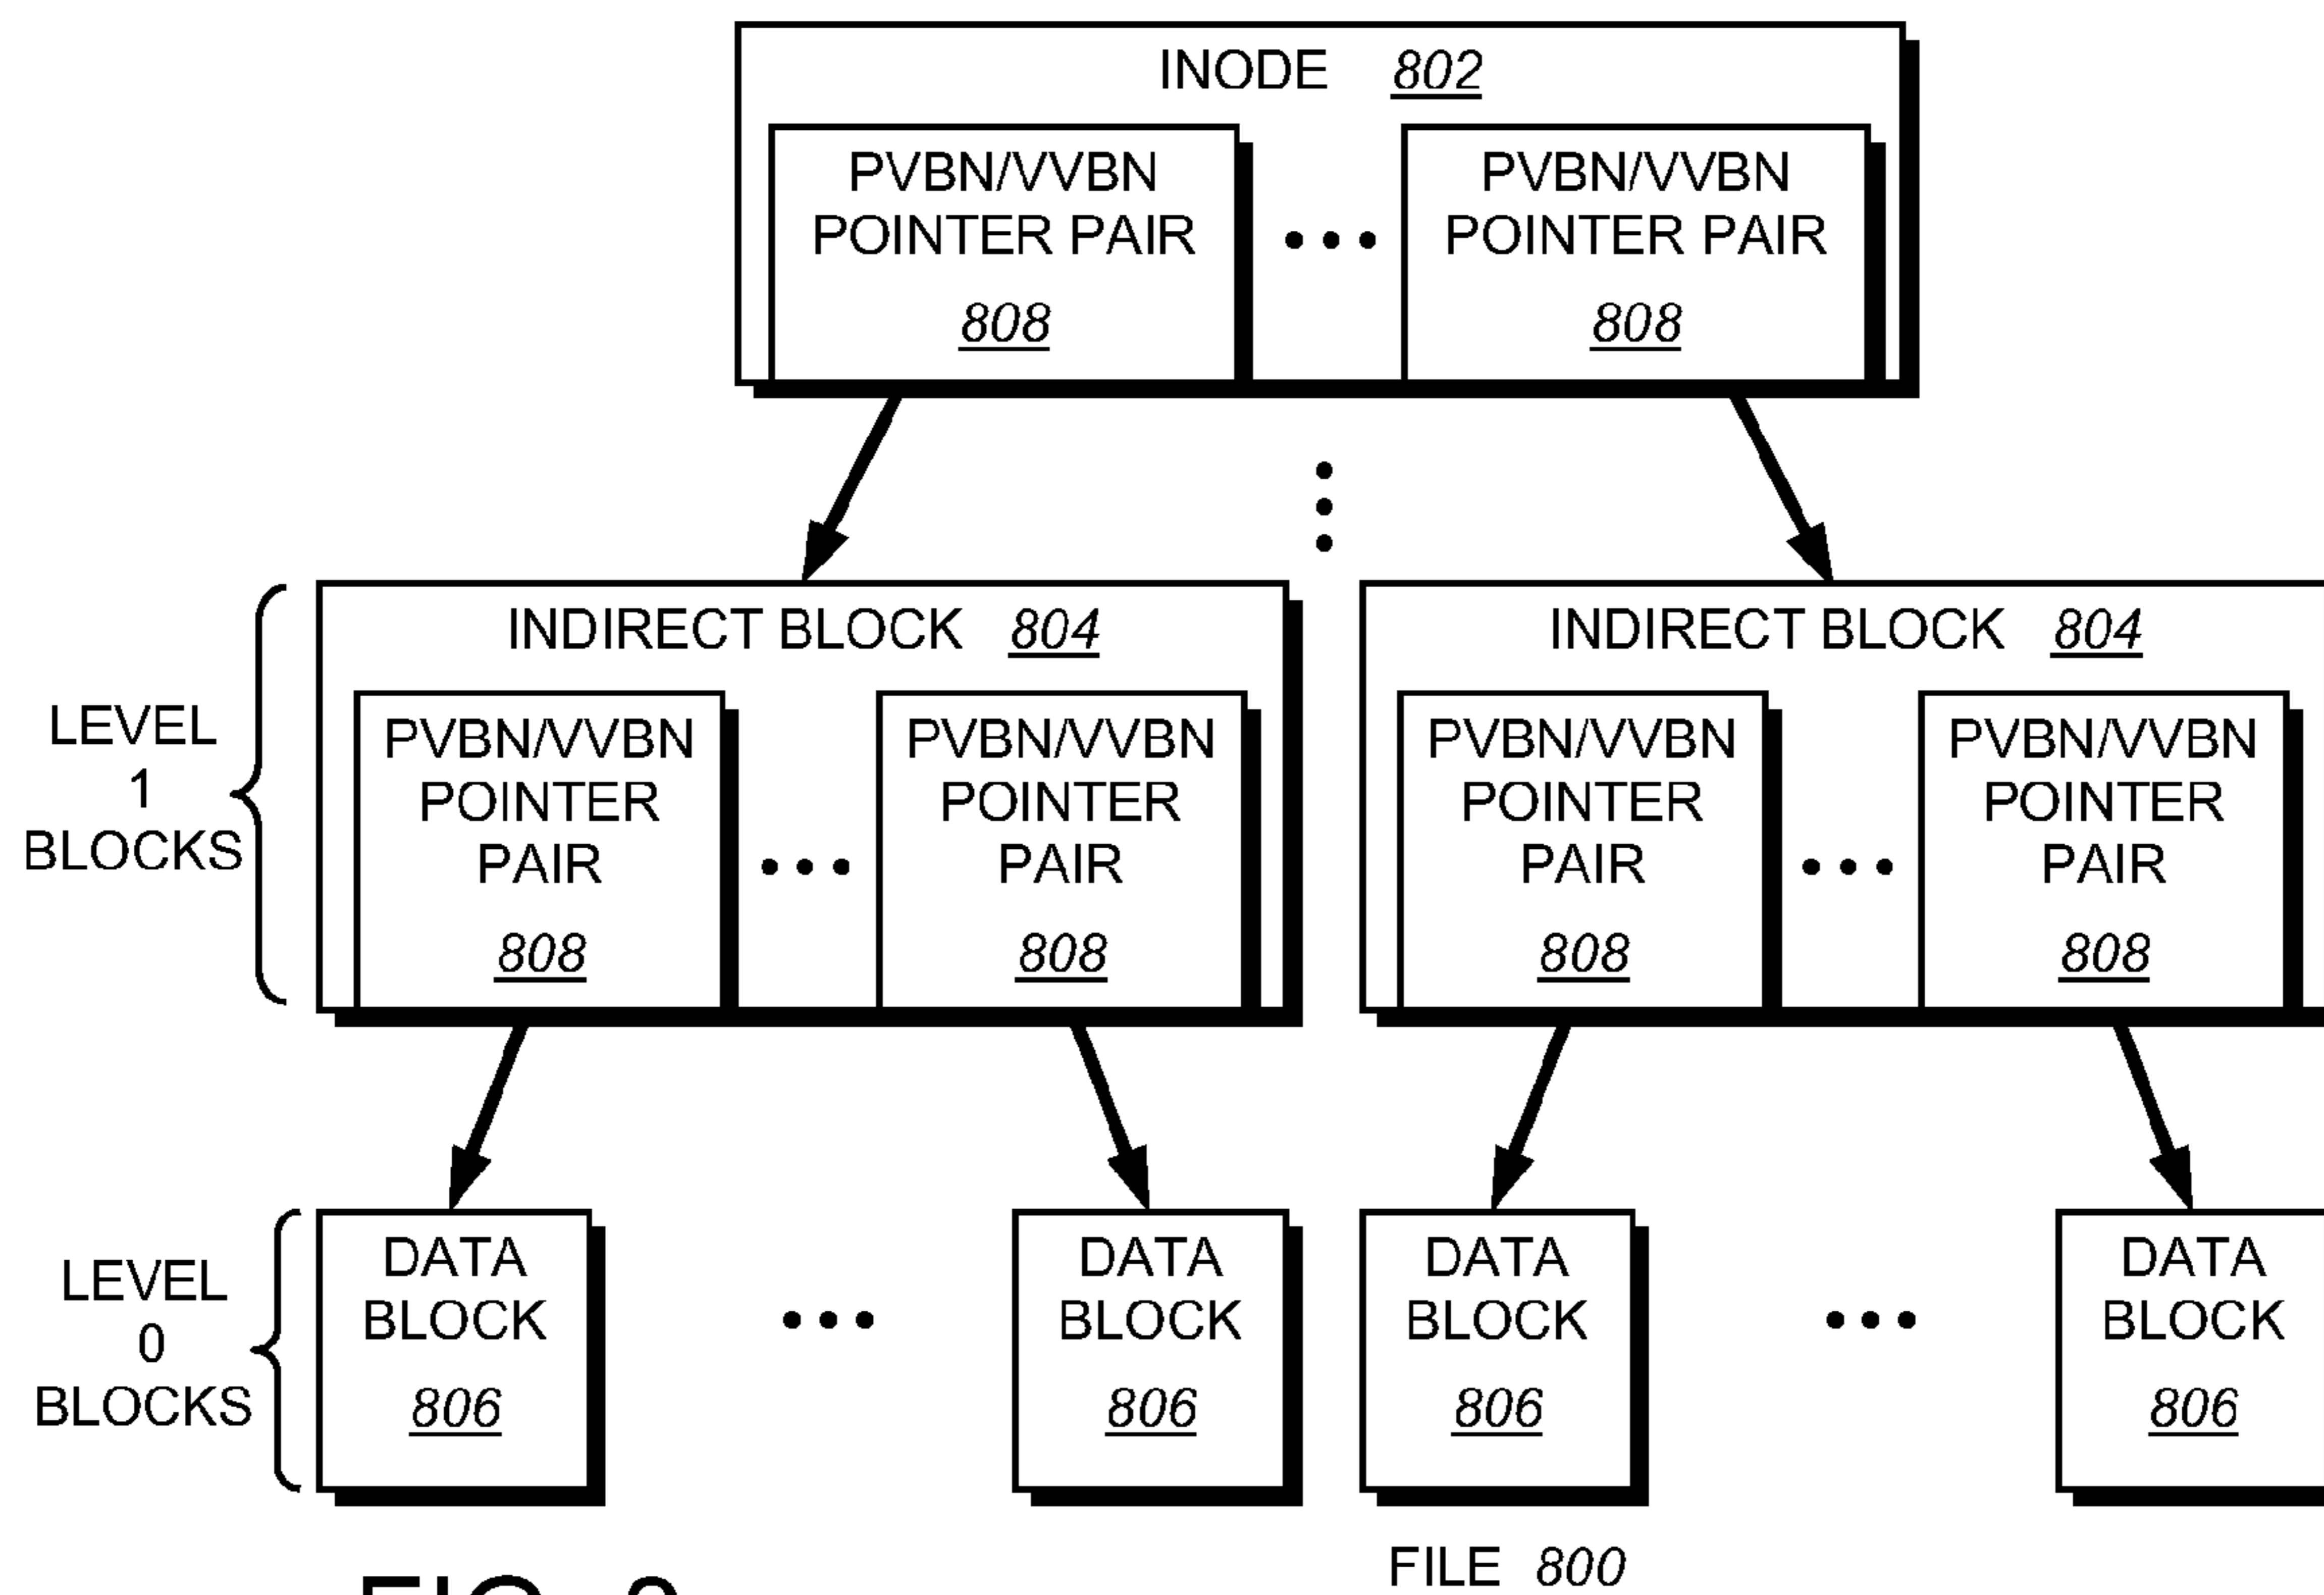 INODE 802
PVBN/VVBN
POINTER PAIR
808
PVBN/VVBN
POINTER PAIR
808
LEVEL
1
BLOCKS
INDIRECT BLOCK 804
PVBN/VVBN
POINTER
PAIR
808
PVBN/VVBN
POINTER
PAIR
808
INDIRECT BLOCK 804
PVBN/VVBN
POINTER
PAIR
808
PVBN/VVBN
POINTER
PAIR
808
LEVEL
0
BLOCKS
DATA
BLOCK
806
DATA
BLOCK
806
DATA
BLOCK
806
DATA
BLOCK
806
FILE 800